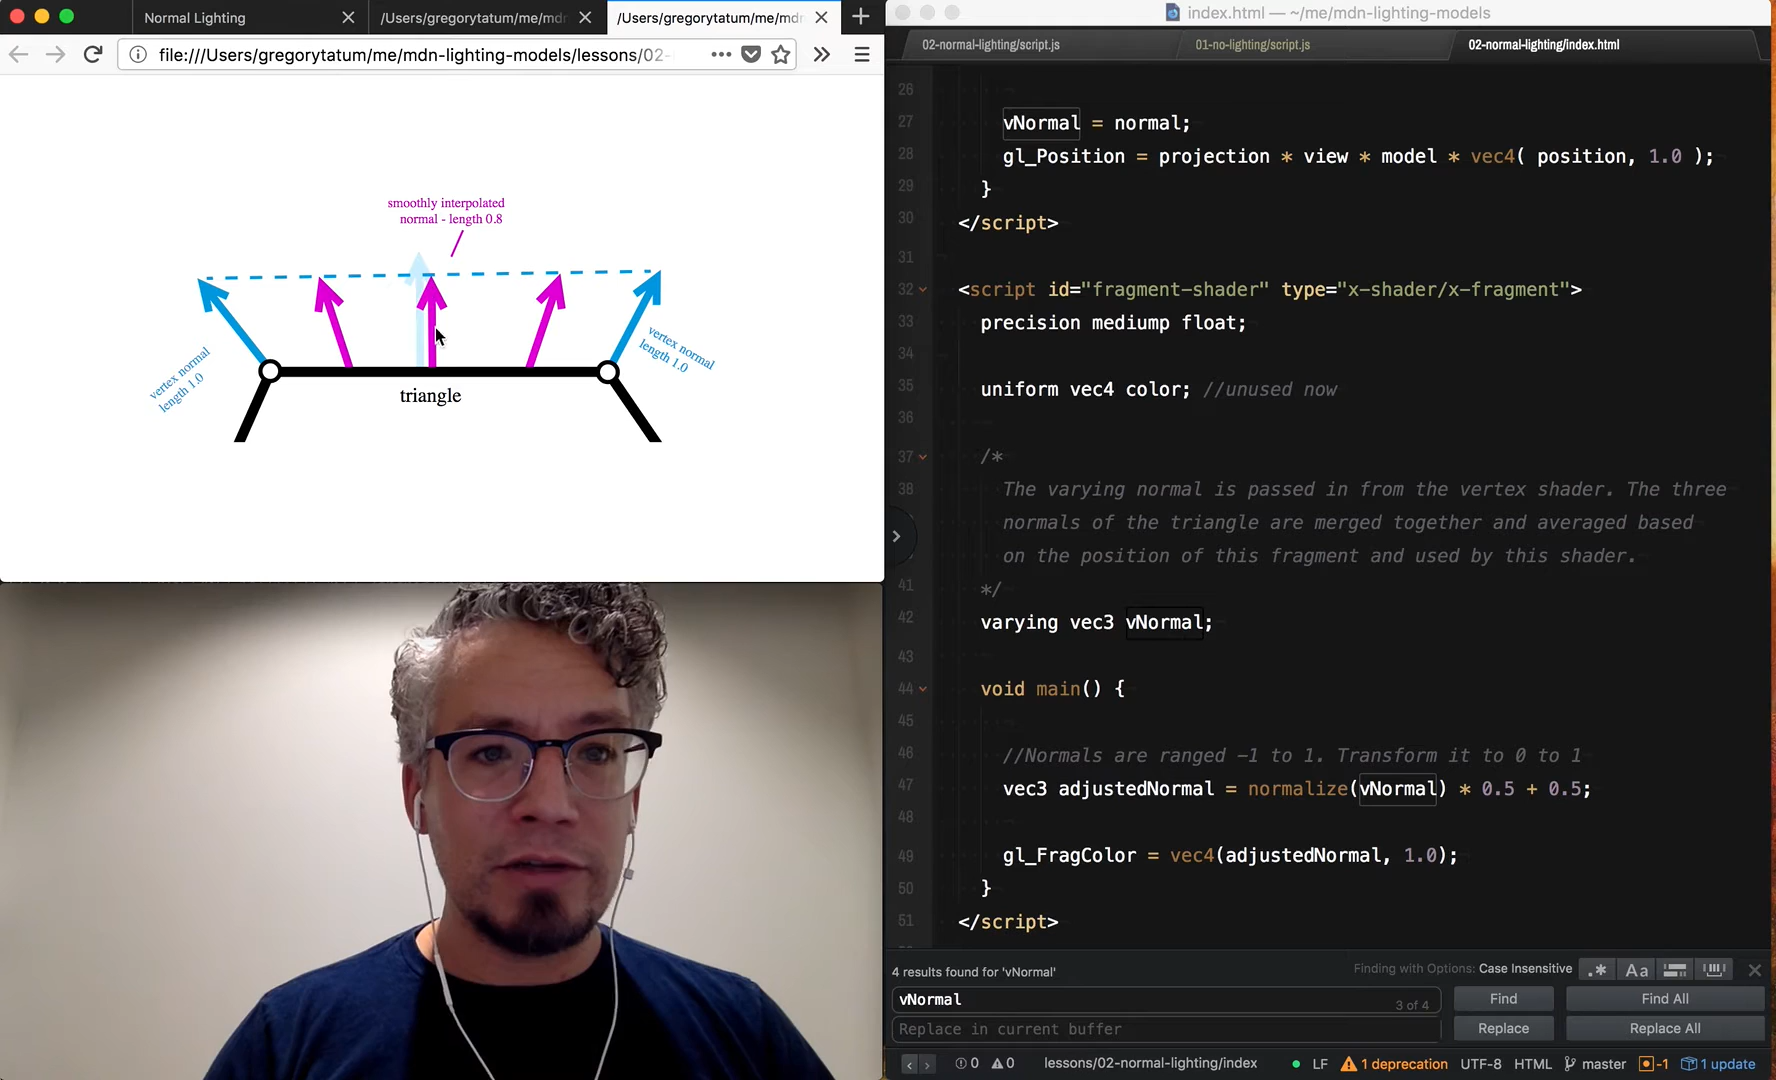 Normal Lighting
/Users/gregorytatum/me/mdn
/Users/gregorytatum/me/mdn
file:///Users/gregorytatum/me/mdn-lighting-models/lessons/02-
smoothly interpolated
normal - length 0.8
vertex normal
length 1.0
vertex normal
length 1.0
triangle
index.html — ~/me/mdn-lighting-models
02-normal-lighting/script.js
01-no-lighting/script.js
02-normal-lighting/index.html
26
27 vNormal = normal;
28 gl_Position = projection * view * model * vec4( position, 1.0 );
29 }
30 </script>
31
32 <script id="fragment-shader" type="x-shader/x-fragment">
33 precision mediump float;
34
35 uniform vec4 color; //unused now
36
37 /*
38 The varying normal is passed in from the vertex shader. The three
normals of the triangle are merged together and averaged based
on the position of this fragment and used by this shader.
41 */
42 varying vec3 vNormal;
43
44 void main() {
45
46 //Normals are ranged -1 to 1. Transform it to 0 to 1
47 vec3 adjustedNormal = normalize(vNormal) * 0.5 + 0.5;
48
49 gl_FragColor = vec4(adjustedNormal, 1.0);
50 }
51 </script>
4 results found for 'vNormal'
Finding with Options: Case Insensitive
.* Aa
vNormal
3 of 4
Find
Find All
Replace in current buffer
Replace
Replace All
0 0 lessons/02-normal-lighting/index
LF 1 deprecation UTF-8 HTML master -1 1 update